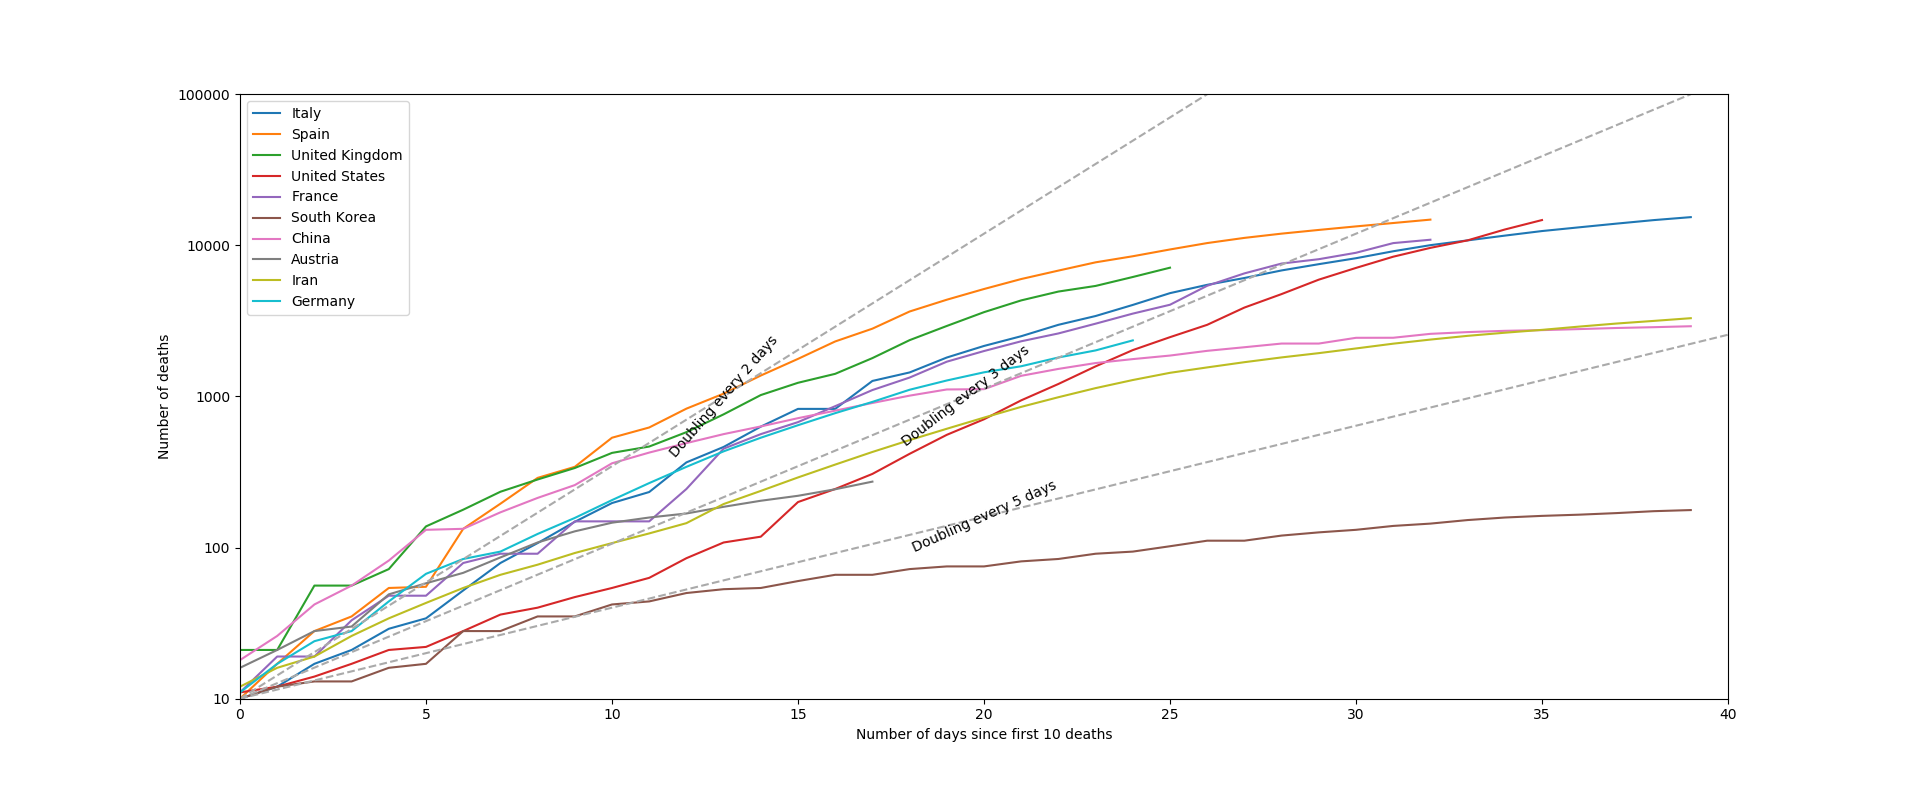 100000
10000
1000
100
10
Number of deaths
Italy
Spain
United Kingdom
United States
France
South Korea
China
Austria
Iran
Germany
Doubling every 2 days
Doubling every 3 days
Doubling every 5 days
0 5 10 15 20 25 30 35 40
Number of days since first 10 deaths